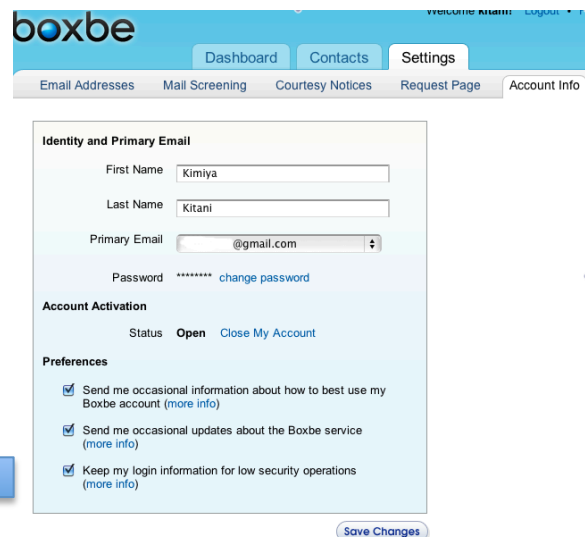 boxbe
Welcome kitani! Logout •
Dashboard Contacts Settings
Email Addresses Mail Screening Courtesy Notices Request Page Account Info
Identity and Primary Email
First Name Kimiya
Last Name Kitani
Primary Email @gmail.com
Password ******** change password
Account Activation
Status Open Close My Account
Preferences
Send me occasional information about how to best use my
Boxbe account (more info)
Send me occasional updates about the Boxbe service
(more info)
Keep my login information for low security operations
(more info)
Save Changes